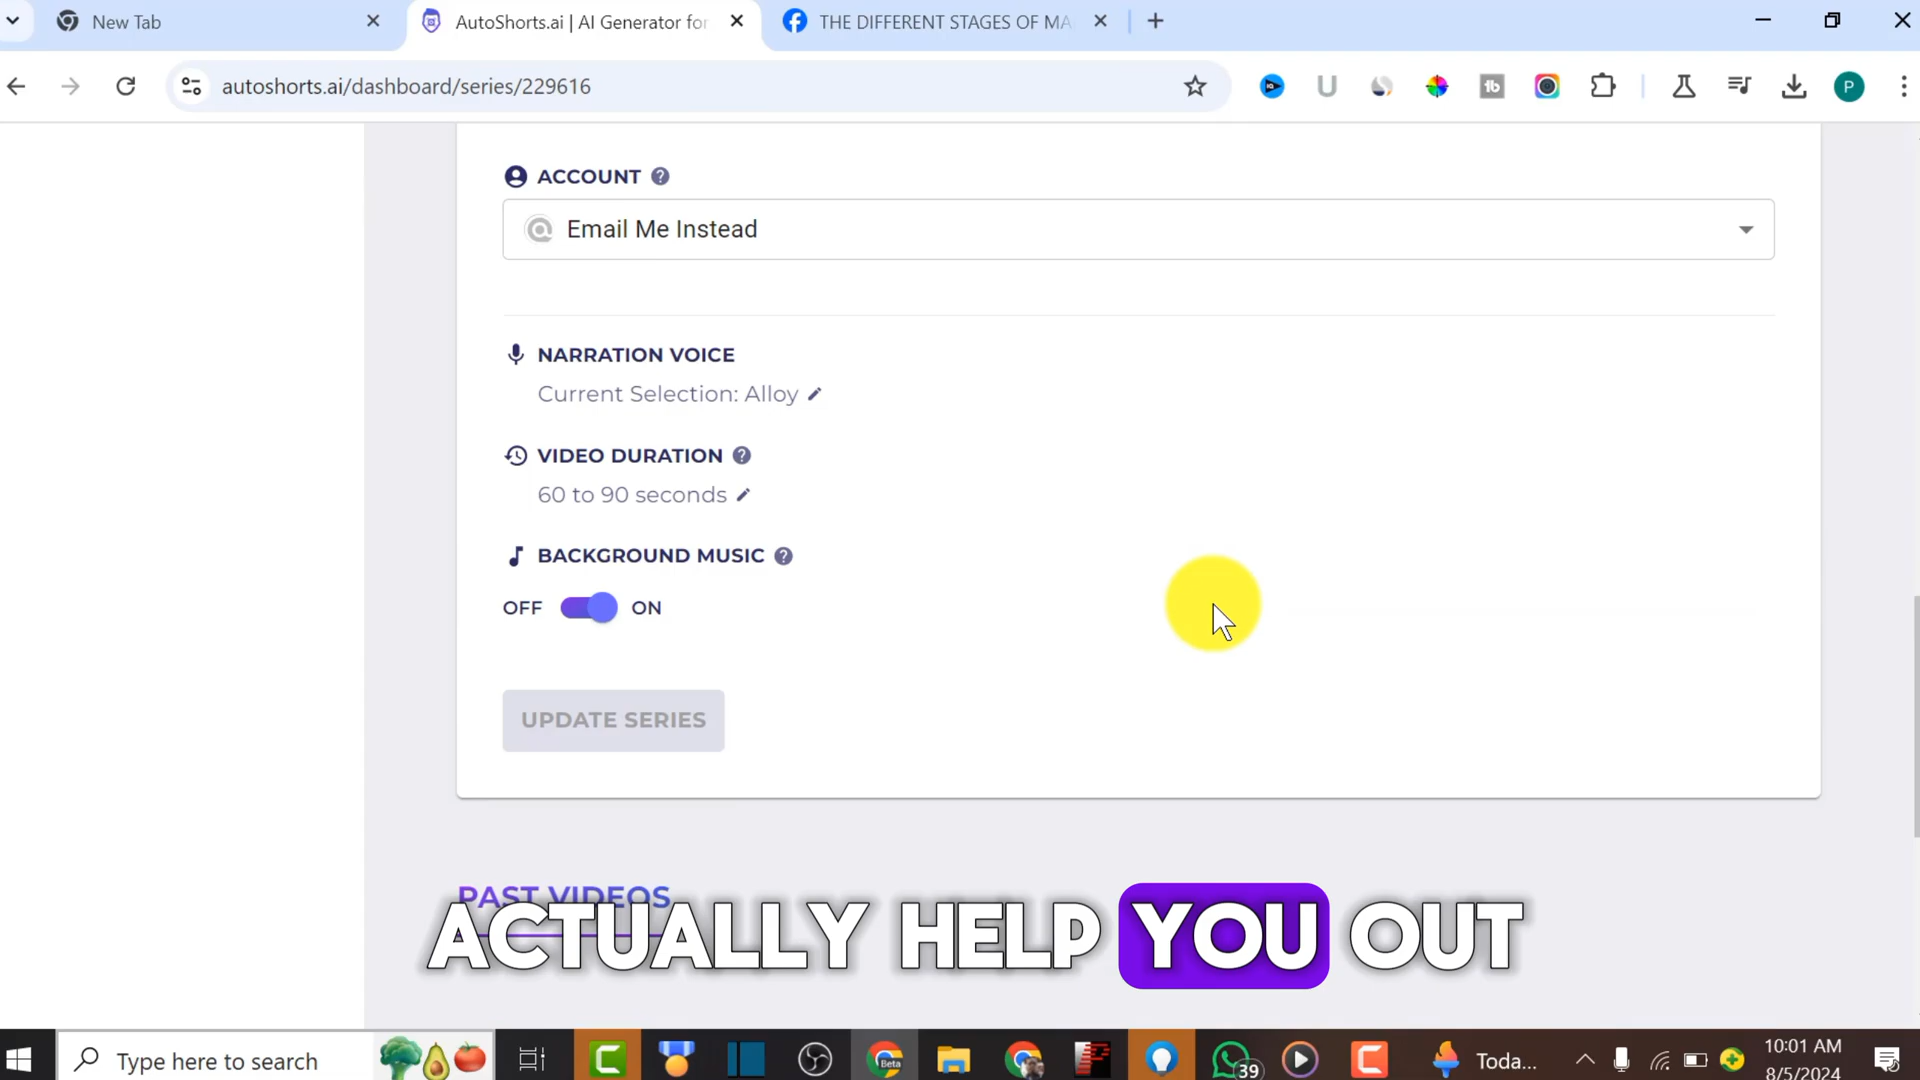 New Tab
AutoShorts.ai | AI Generator for
THE DIFFERENT STAGES OF MA
autoshorts.ai/dashboard/series/229616
U
tb
P
ACCOUNT ?
@ Email Me Instead
NARRATION VOICE
Current Selection: Alloy
VIDEO DURATION ?
60 to 90 seconds
BACKGROUND MUSIC ?
OFF ON
UPDATE SERIES
PAST VIDEOS
ACTUALLY HELP YOU OUT
Type here to search
Beta
39
Toda...
10:01 AM
8/5/2024